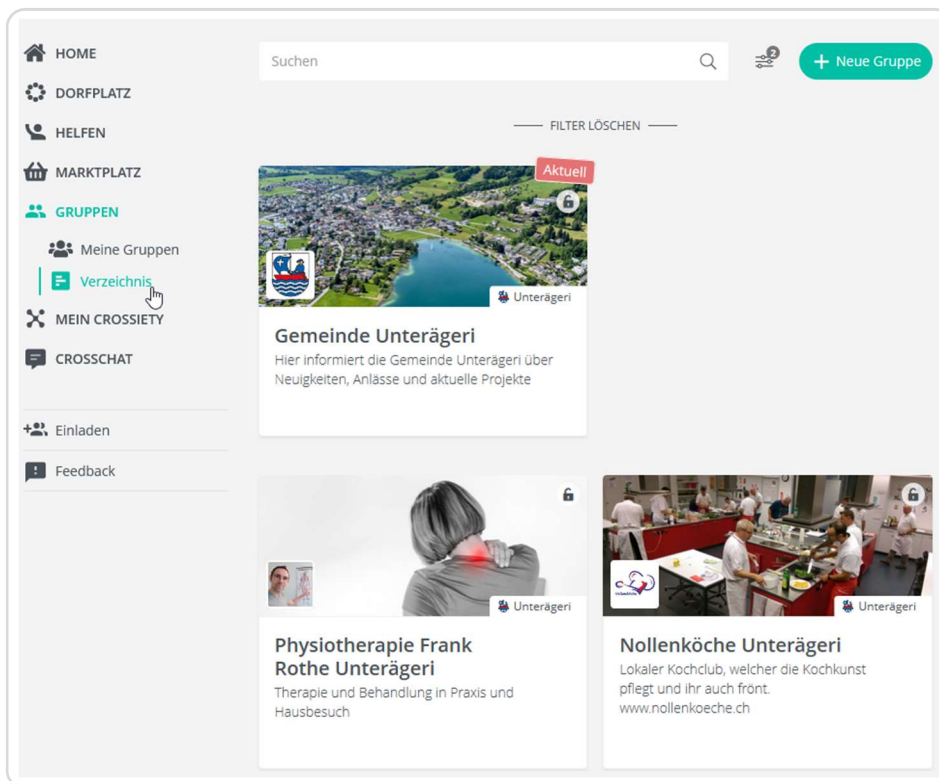 HOME
DORFPLATZ
HELFEN
MARKTPLATZ
GRUPPEN
Meine Gruppen
Verzeichnis
MEIN CROSSIETY
CROSSCHAT
Einladen
Feedback
Suchen
2
+ Neue Gruppe
FILTER LÖSCHEN
Aktuell
Unterägeri
Gemeinde Unterägeri
Hier informiert die Gemeinde Unterägeri über
Neuigkeiten, Anlässe und aktuelle Projekte
Unterägeri
Physiotherapie Frank
Rothe Unterägeri
Therapie und Behandlung in Praxis und
Hausbesuch
Unterägeri
Nollenköche Unterägeri
Lokaler Kochclub, welcher die Kochkunst
pflegt und ihr auch frönt.
www.nollenkoeche.ch